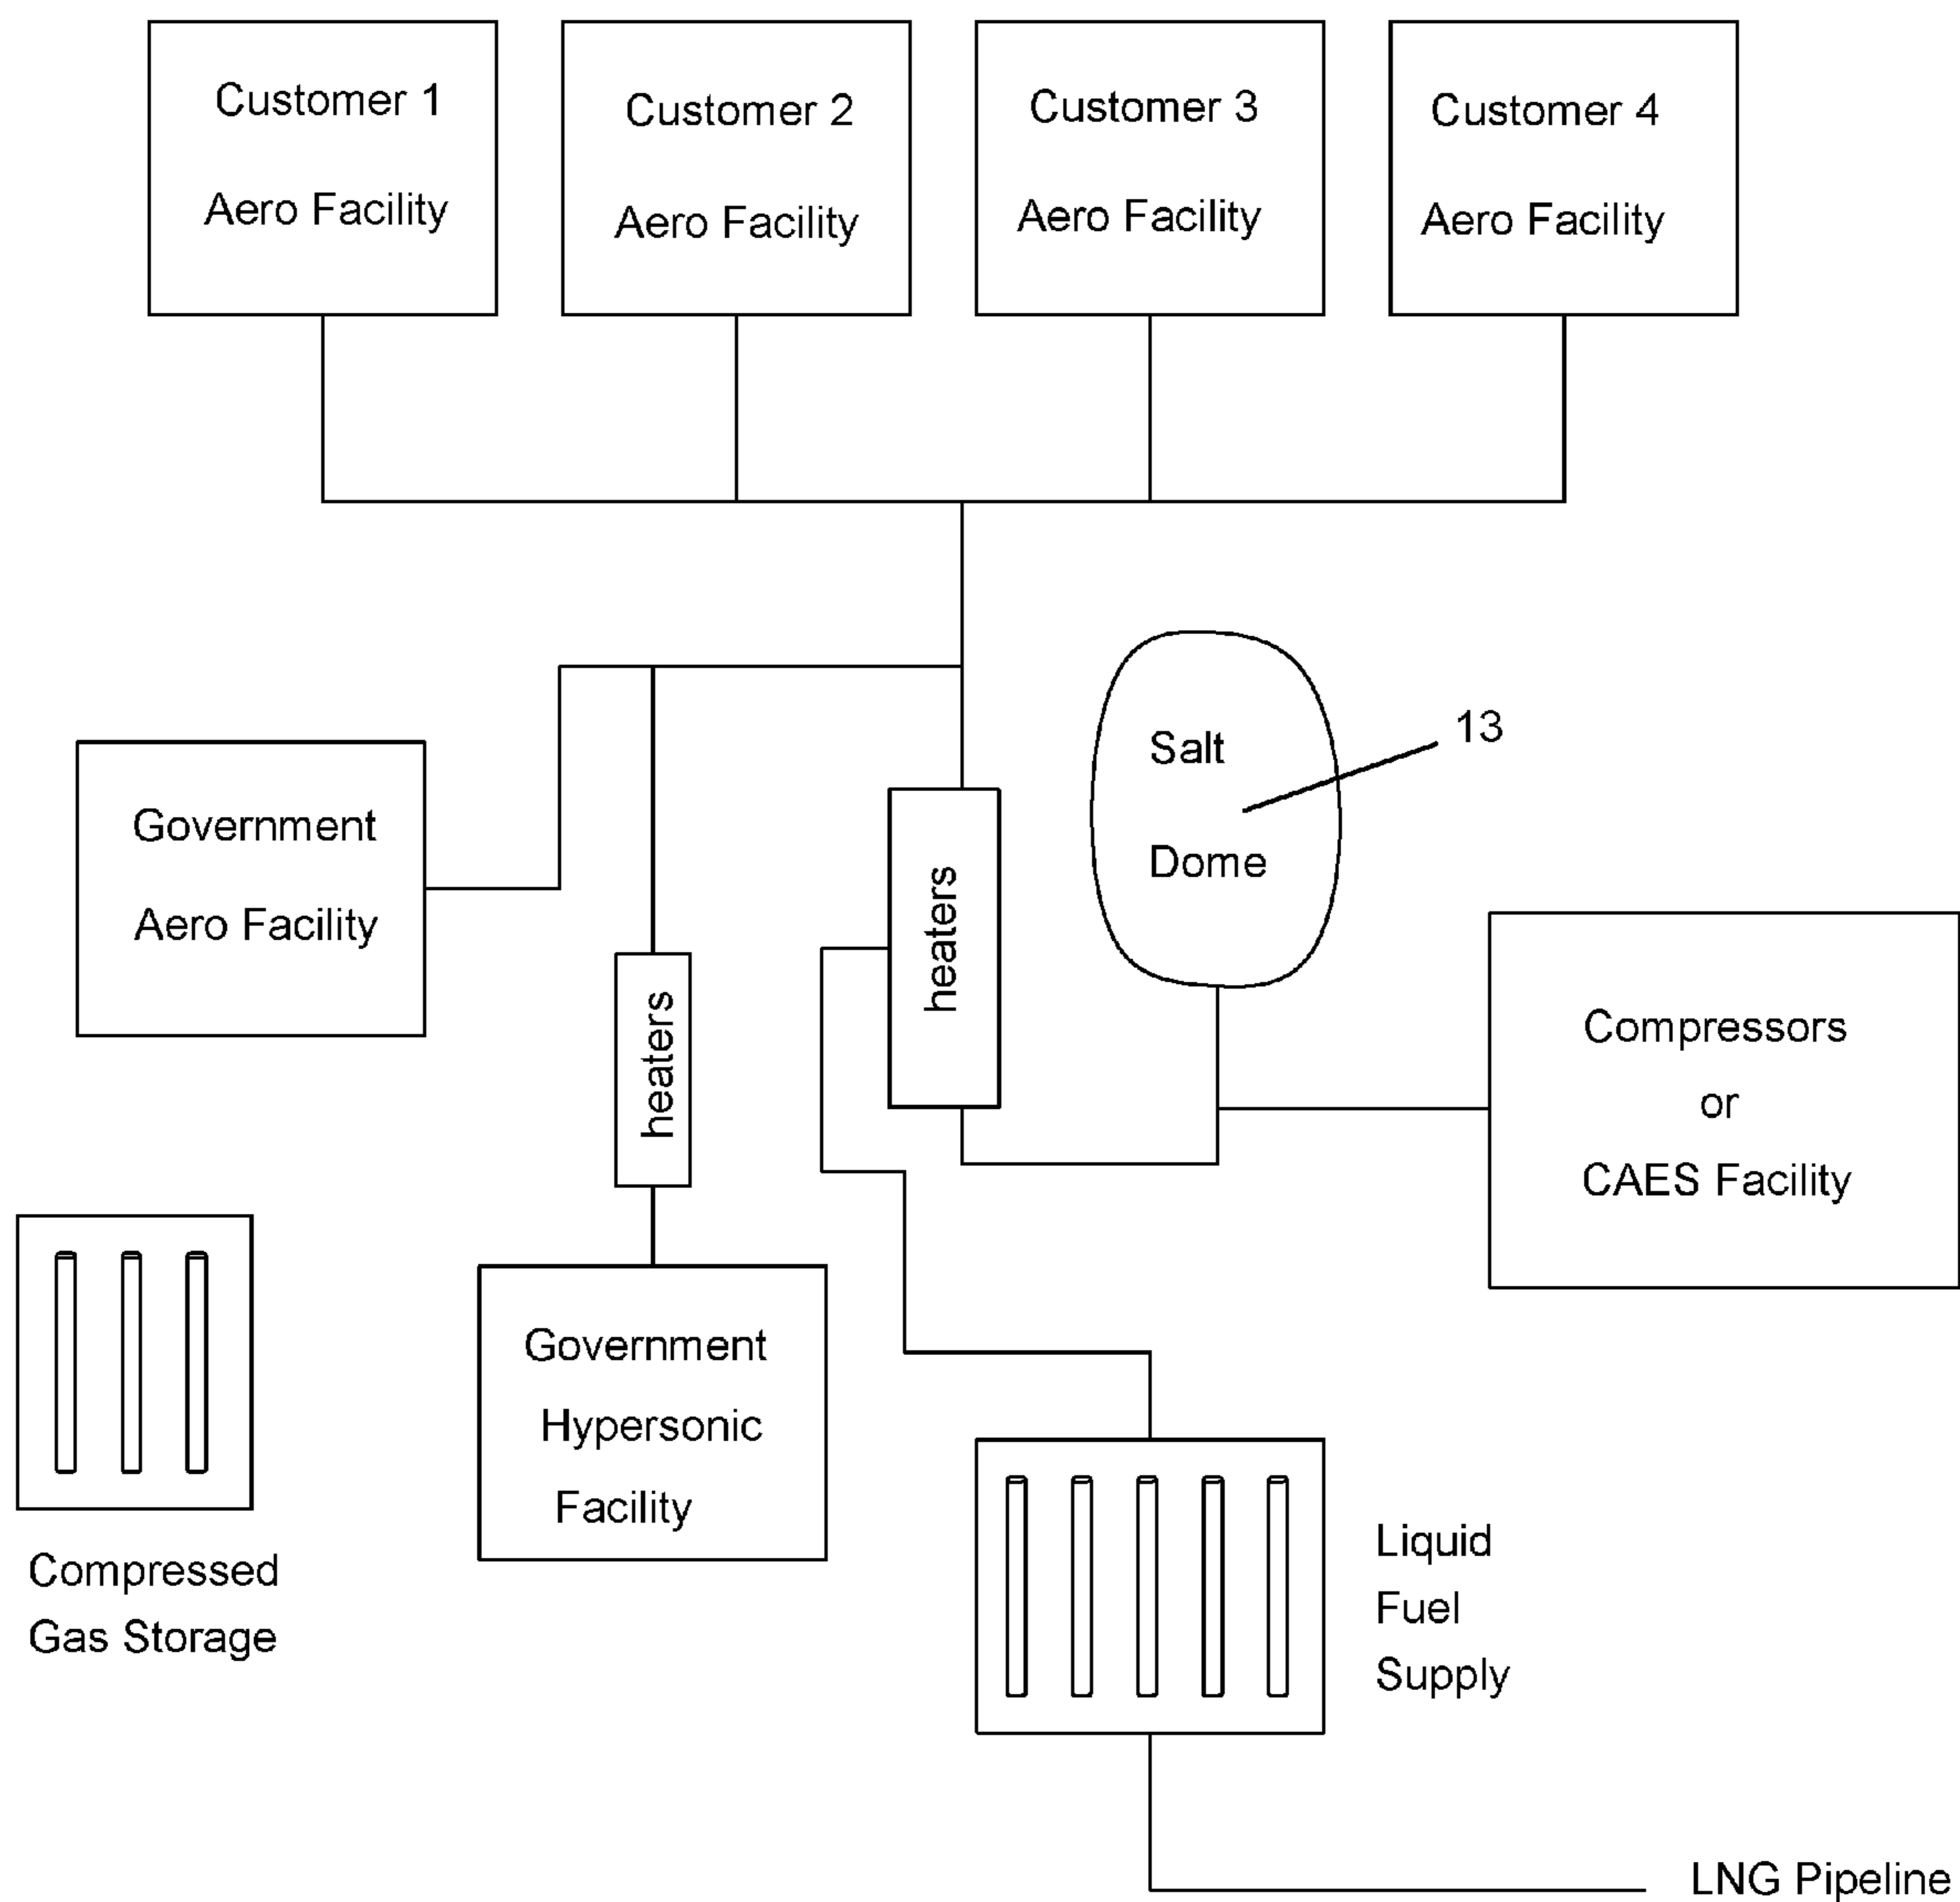 Customer 1
Aero Facility
Customer 2
Aero Facility
Customer 3
Aero Facility
Customer 4
Aero Facility
Salt
Dome
13
Government
Aero Facility
heaters
heaters
Compressors
or
CAES Facility
Government
Hypersonic
Facility
Compressed
Gas Storage
Liquid
Fuel
Supply
LNG Pipeline